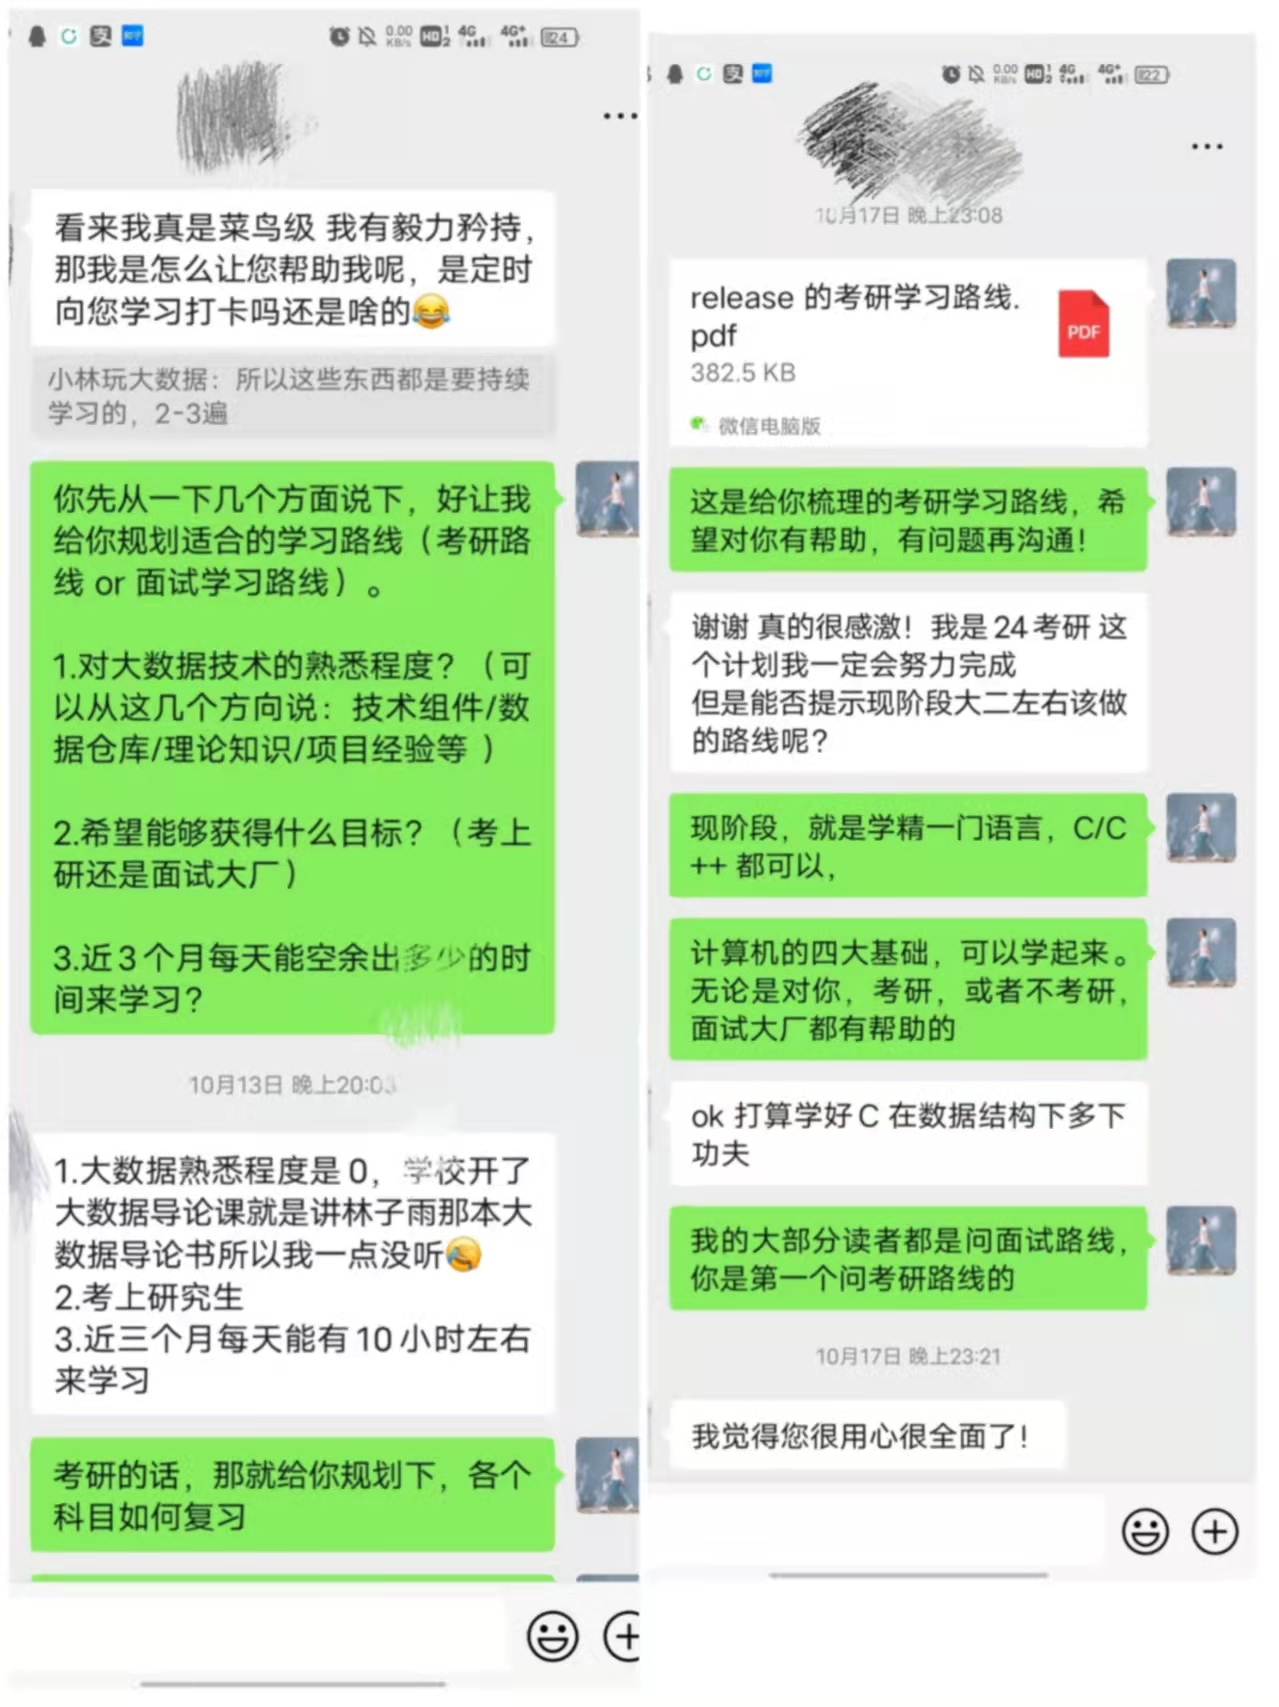 支
知乎
0.00
KB/s
HD
1
2
4G
4G+
24
看来我真是菜鸟级 我有毅力矜持，
那我是怎么让您帮助我呢，是定时
向您学习打卡吗还是啥的😂
小林玩大数据：所以这些东西都是要持续
学习的，2-3遍
你先从一下几个方面说下，好让我
给你规划适合的学习路线（考研路
线 or 面试学习路线）。
1.对大数据技术的熟悉程度？（可
以从这几个方向说：技术组件/数
据仓库/理论知识/项目经验等 ）
2.希望能够获得什么目标？（考上
研还是面试大厂）
3.近3个月每天能空余出多少的时
间来学习？
10月13日 晚上20:03
1.大数据熟悉程度是0，学校开了
大数据导论课就是讲林子雨那本大
数据导论书所以我一点没听🤣
2.考上研究生
3.近三个月每天能有10小时左右
来学习
考研的话，那就给你规划下，各个
科目如何复习
支
知乎
0.00
KB/s
HD
1
2
4G
4G+
22
10月17日 晚上23:08
release 的考研学习路线.
pdf
382.5 KB
PDF
微信电脑版
这是给你梳理的考研学习路线，希
望对你有帮助，有问题再沟通！
谢谢 真的很感激！我是24考研 这
个计划我一定会努力完成
但是能否提示现阶段大二左右该做
的路线呢？
现阶段，就是学精一门语言，C/C
++ 都可以，
计算机的四大基础，可以学起来。
无论是对你，考研，或者不考研，
面试大厂都有帮助的
ok 打算学好C 在数据结构下多下
功夫
我的大部分读者都是问面试路线，
你是第一个问考研路线的
10月17日 晚上23:21
我觉得您很用心很全面了！